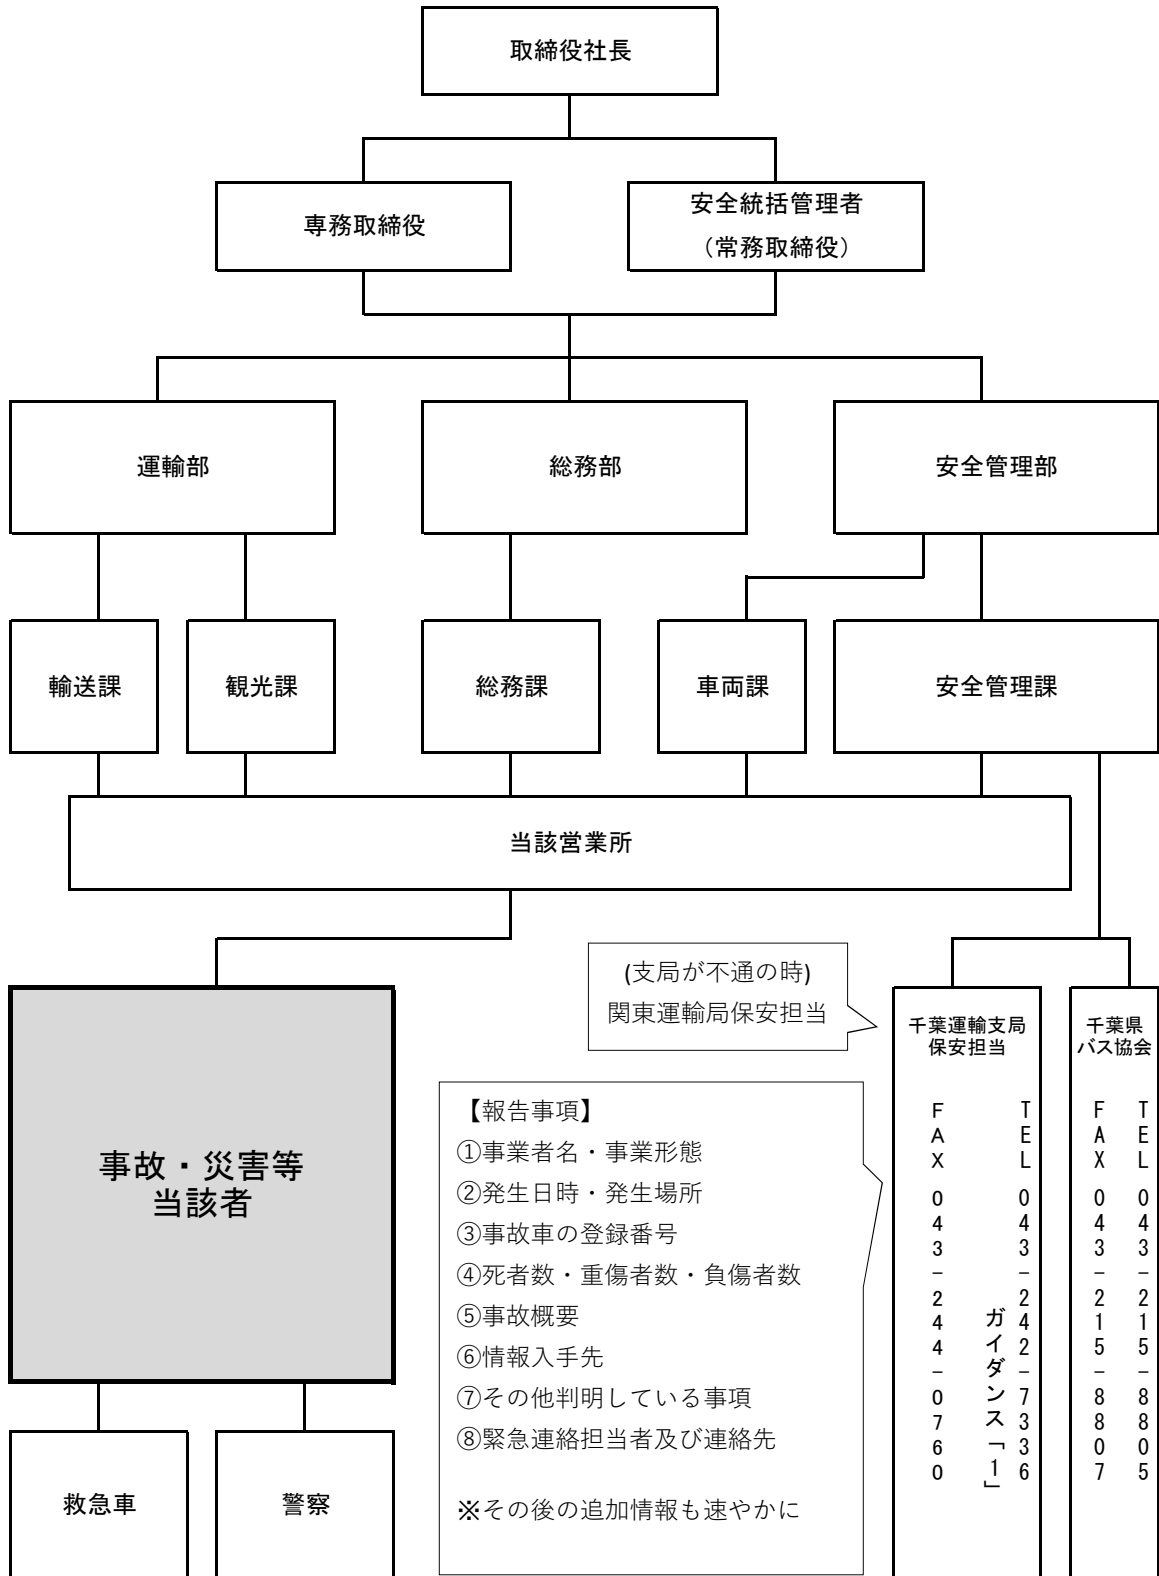 取締役社長
専務取締役
安全統括管理者
（常務取締役）
運輸部
総務部
安全管理部
輸送課
観光課
総務課
車両課
安全管理課
当該営業所
(支局が不通の時)
関東運輸局保安担当
事故・災害等
当該者
救急車
警察
【報告事項】
①事業者名・事業形態
②発生日時・発生場所
③事故車の登録番号
④死者数・重傷者数・負傷者数
⑤事故概要
⑥情報入手先
⑦その他判明している事項
⑧緊急連絡担当者及び連絡先
※その後の追加情報も速やかに
千葉運輸支局
保安担当
TEL 043-242-7336
ガイダンス「1」
FAX 043-244-0760
千葉県
バス協会
TEL 043-215-8805
FAX 043-215-8807